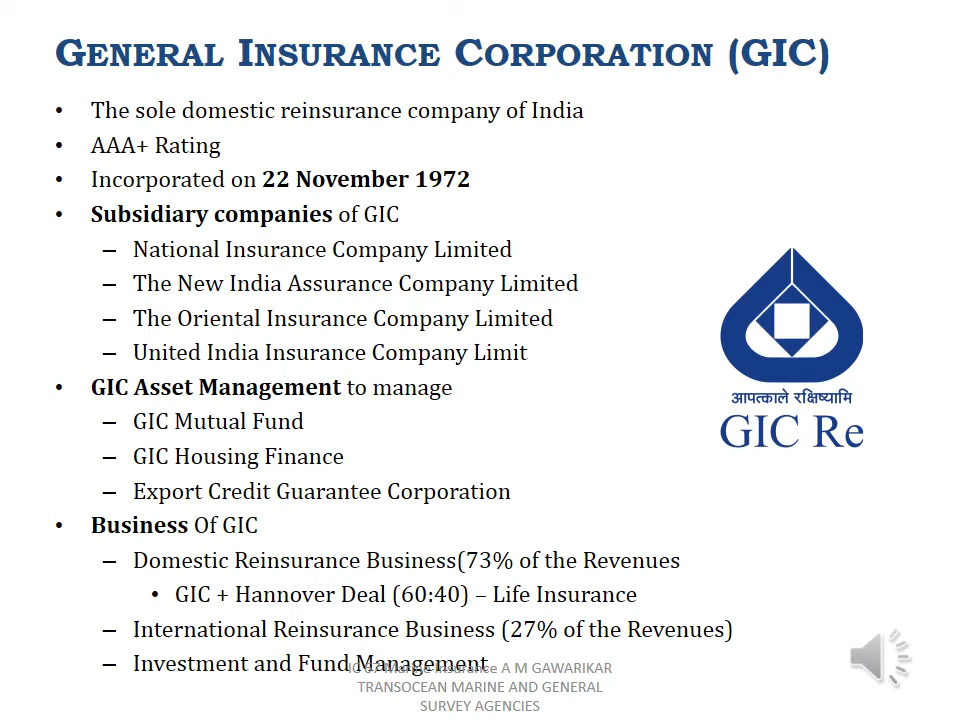 GENERAL INSURANCE CORPORATION (GIC)
• The sole domestic reinsurance company of India
• AAA+ Rating
• Incorporated on 22 November 1972
• Subsidiary companies of GIC
– National Insurance Company Limited
– The New India Assurance Company Limited
– The Oriental Insurance Company Limited
– United India Insurance Company Limit
• GIC Asset Management to manage
– GIC Mutual Fund
– GIC Housing Finance
– Export Credit Guarantee Corporation
• Business Of GIC
– Domestic Reinsurance Business(73% of the Revenues
• GIC + Hannover Deal (60:40) – Life Insurance
– International Reinsurance Business (27% of the Revenues)
– Investment and Fund Management
आपत्काले रक्षिष्यामि
GIC Re
IC 67 Marine Insurance A M GAWARIKAR
TRANSOCEAN MARINE AND GENERAL
SURVEY AGENCIES